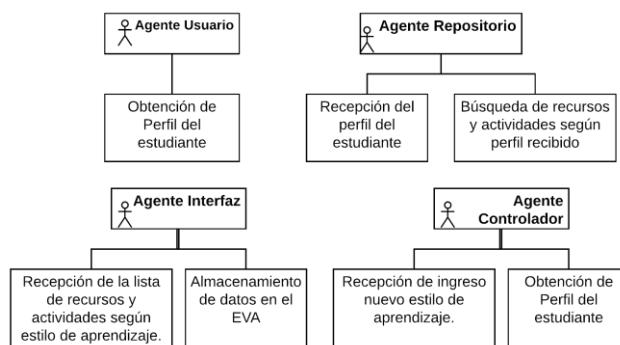 Agente Usuario
Agente Repositorio
Obtención de
Perfil del
estudiante
Recepción del
perfil del
estudiante
Búsqueda de recursos
y actividades según
perfil recibido
Agente Interfaz
Agente
Controlador
Recepción de la lista
de recursos y
actividades según
estilo de aprendizaje.
Almacenamiento
de datos en el
EVA
Recepción de ingreso
nuevo estilo de
aprendizaje.
Obtención de
Perfil del
estudiante